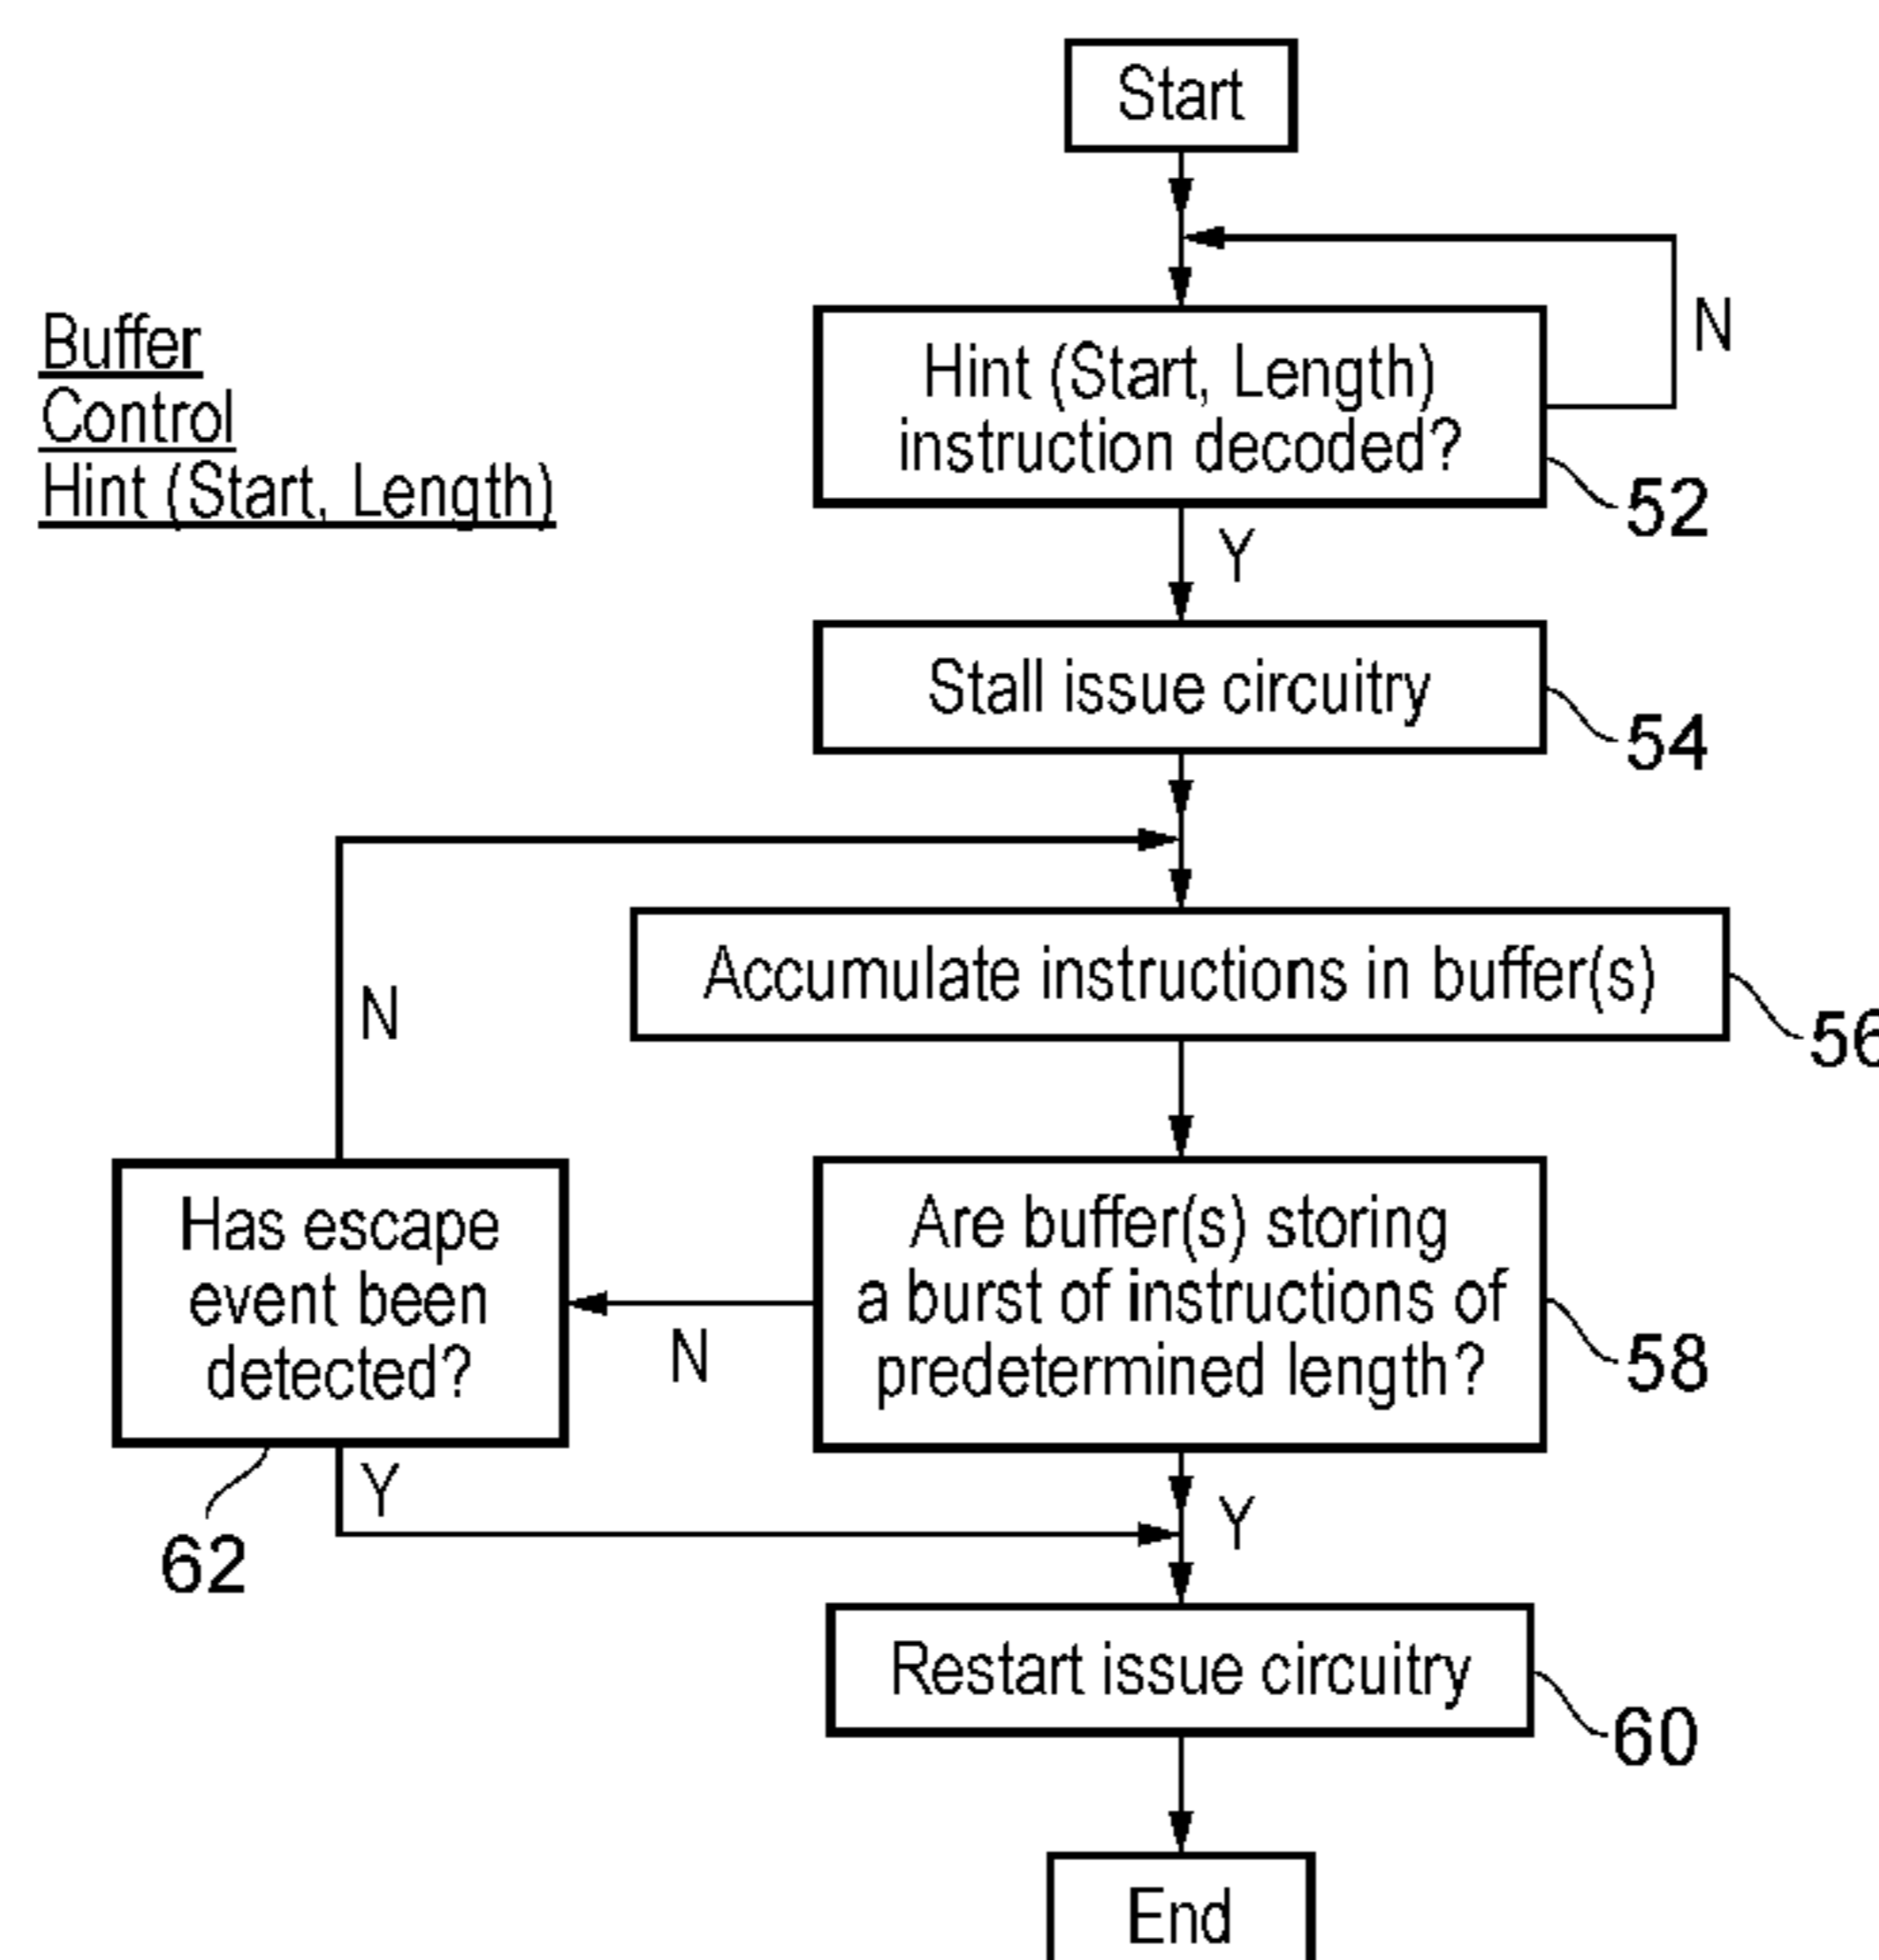 Start
Buffer
Control
Hint (Start, Length)
Hint (Start, Length)
instruction decoded?
N
52
Y
Stall issue circuitry
54
Accumulate instructions in buffer(s)
56
N
Has escape
event been
detected?
62
Are buffer(s) storing
a burst of instructions of
predetermined length?
58
N
Y
Y
Restart issue circuitry
60
End